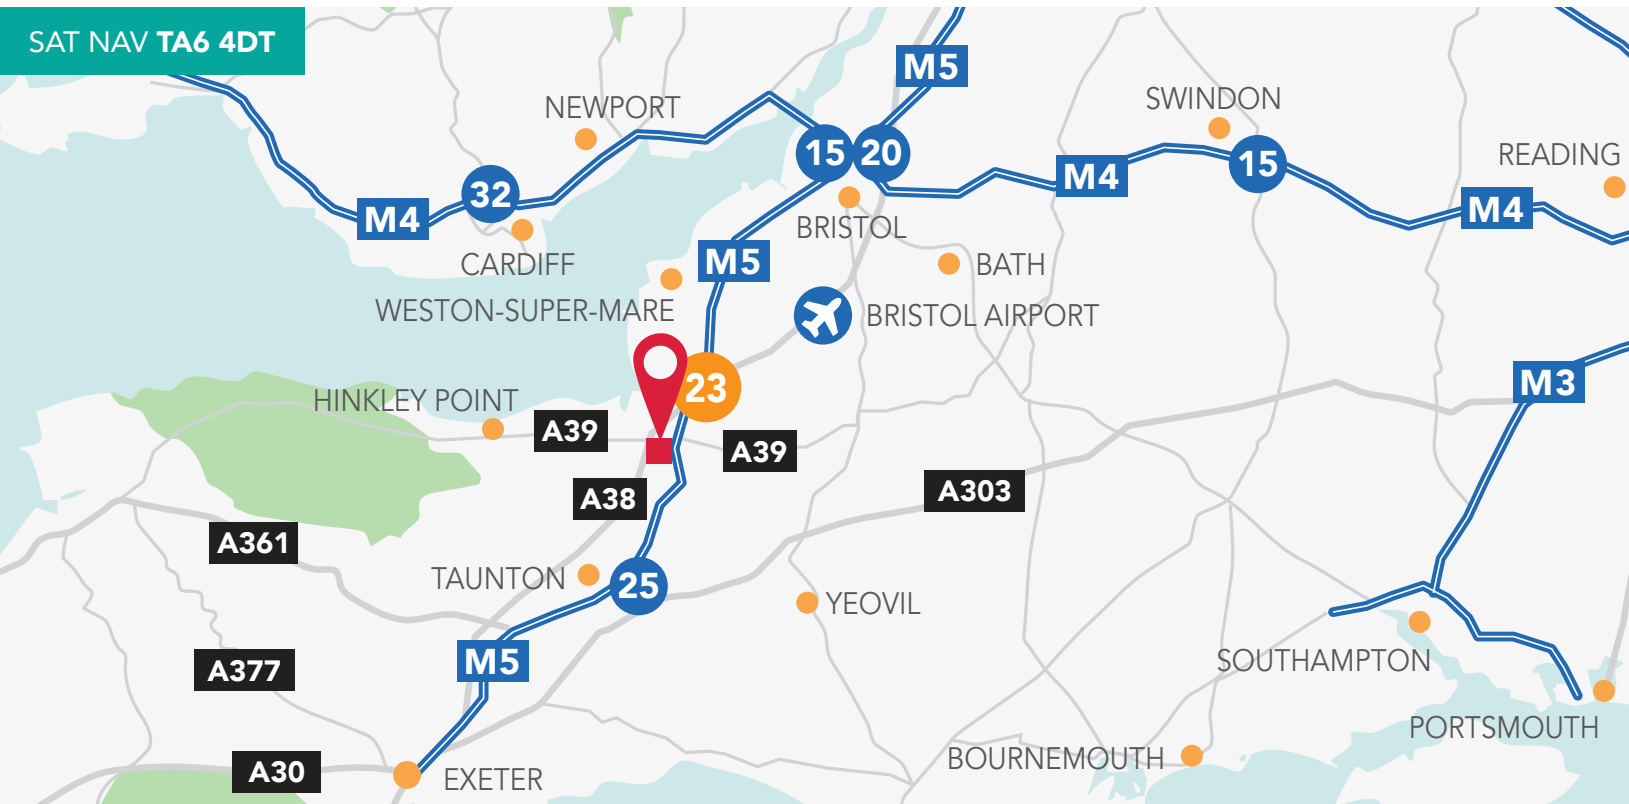 SAT NAV TA6 4DT
M5
NEWPORT
SWINDON
15
20
15
READING
32
M4
M4
M4
BRISTOL
CARDIFF
M5
BATH
WESTON-SUPER-MARE
BRISTOL AIRPORT
23
M3
HINKLEY POINT
A39
A39
A38
A303
A361
TAUNTON
25
YEOVIL
M5
A377
SOUTHAMPTON
PORTSMOUTH
BOURNEMOUTH
A30
EXETER